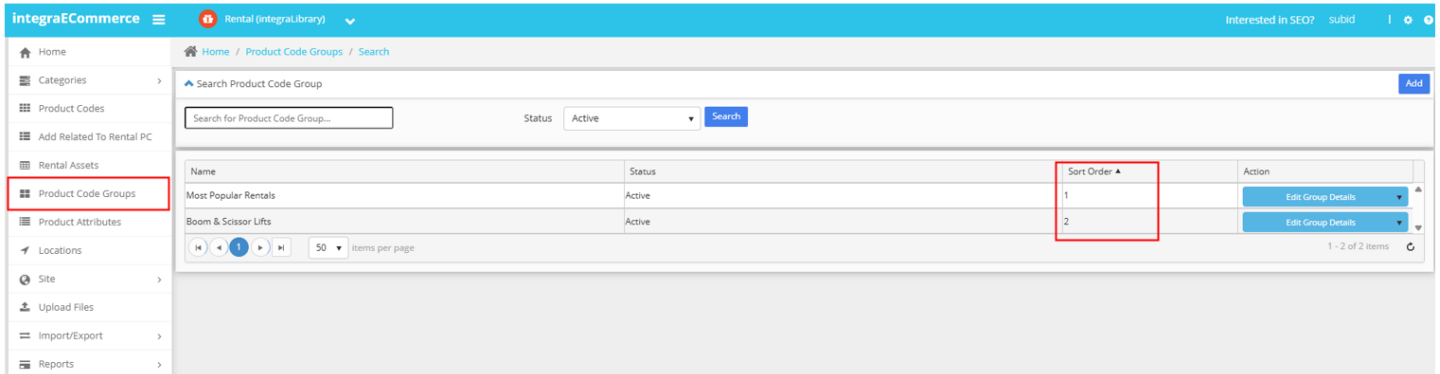 integraECommerce
Rental (integraLibrary)
Interested in SEO? subid
Home
Categories
Product Codes
Add Related To Rental PC
Rental Assets
Product Code Groups
Product Attributes
Locations
Site
Upload Files
Import/Export
Reports
Home / Product Code Groups / Search
Search Product Code Group
Add
Search for Product Code Group...
Status Active Search
Name Status Sort Order Action
Most Popular Rentals Active 1 Edit Group Details
Boom & Scissor Lifts Active 2 Edit Group Details
1 50 items per page 1 - 2 of 2 items